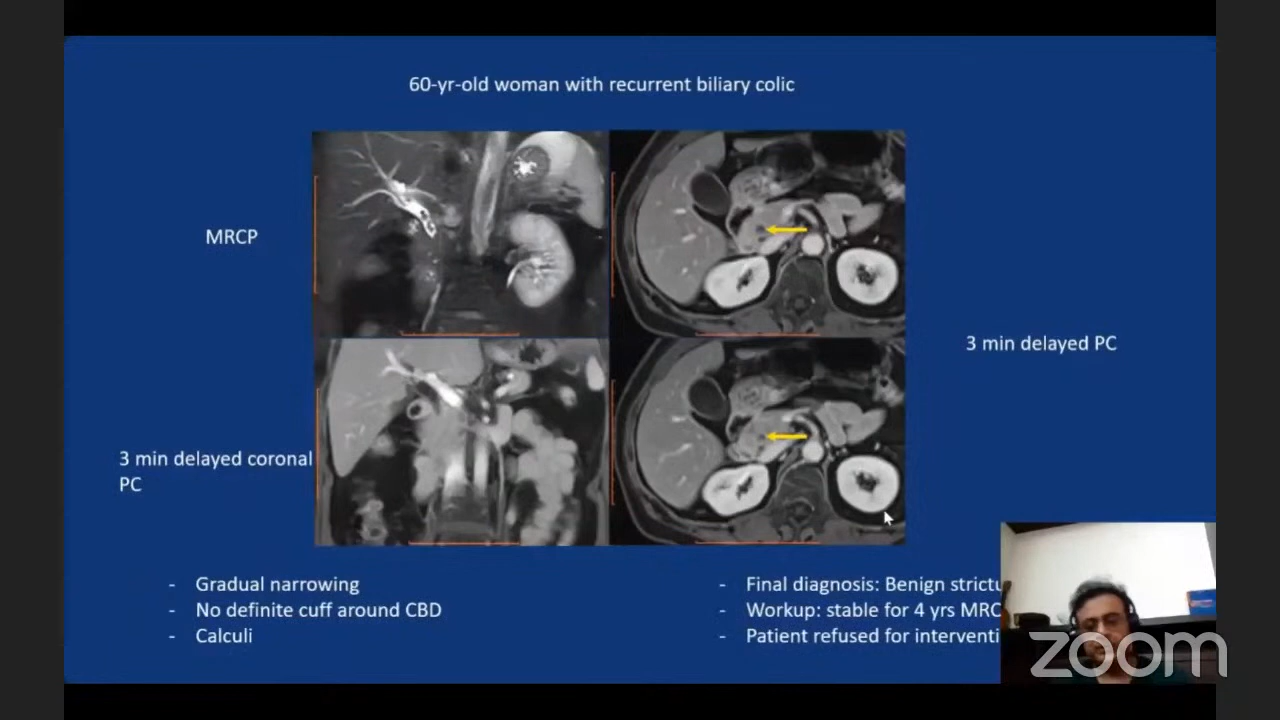 60-yr-old woman with recurrent biliary colic
MRCP
3 min delayed PC
3 min delayed coronal
PC
- Gradual narrowing
- No definite cuff around CBD
- Calculi
- Final diagnosis: Benign strictu
- Workup: stable for 4 yrs MRC
- Patient refused for interventi
zoom